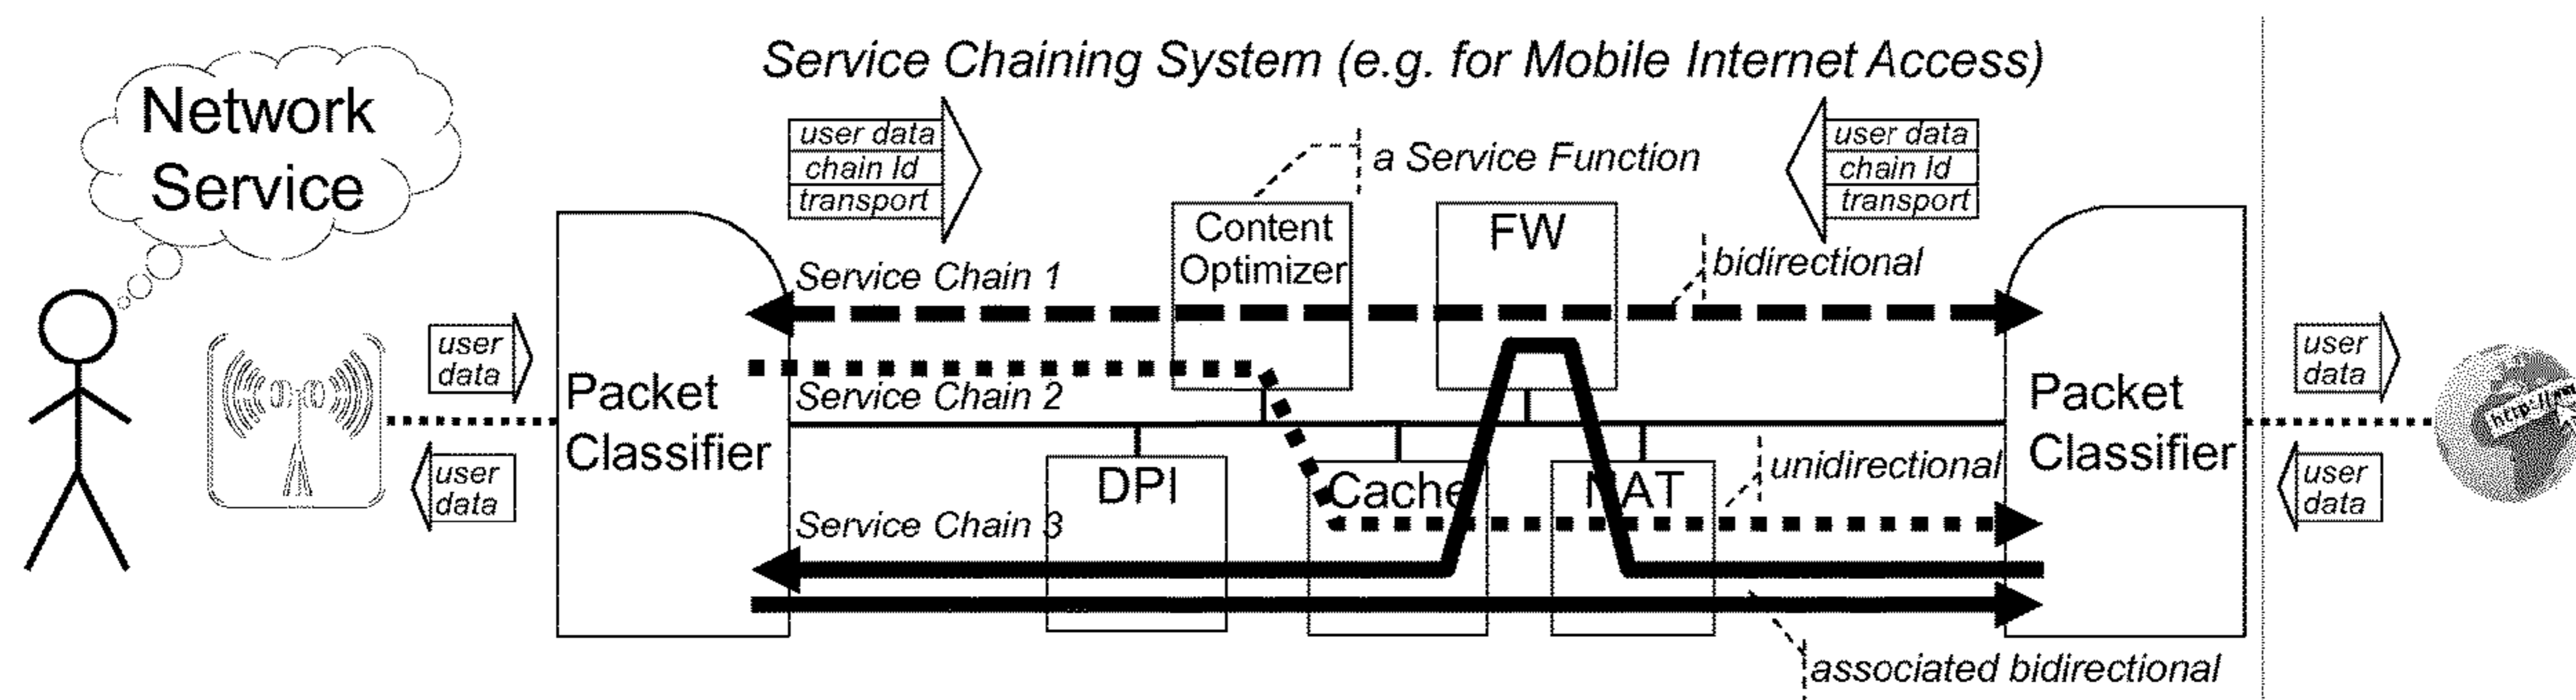 Service Chaining System (e.g. for Mobile Internet Access)
Network
Service
user data
chain Id
transport
a Service Function
user data
chain Id
transport
Content
Optimizer
FW
Service Chain 1
bidirectional
user
data
user
data
Packet
Classifier
Service Chain 2
Packet
Classifier
user
data
user
data
http://
DPI
Cache
NAT
unidirectional
Service Chain 3
associated bidirectional